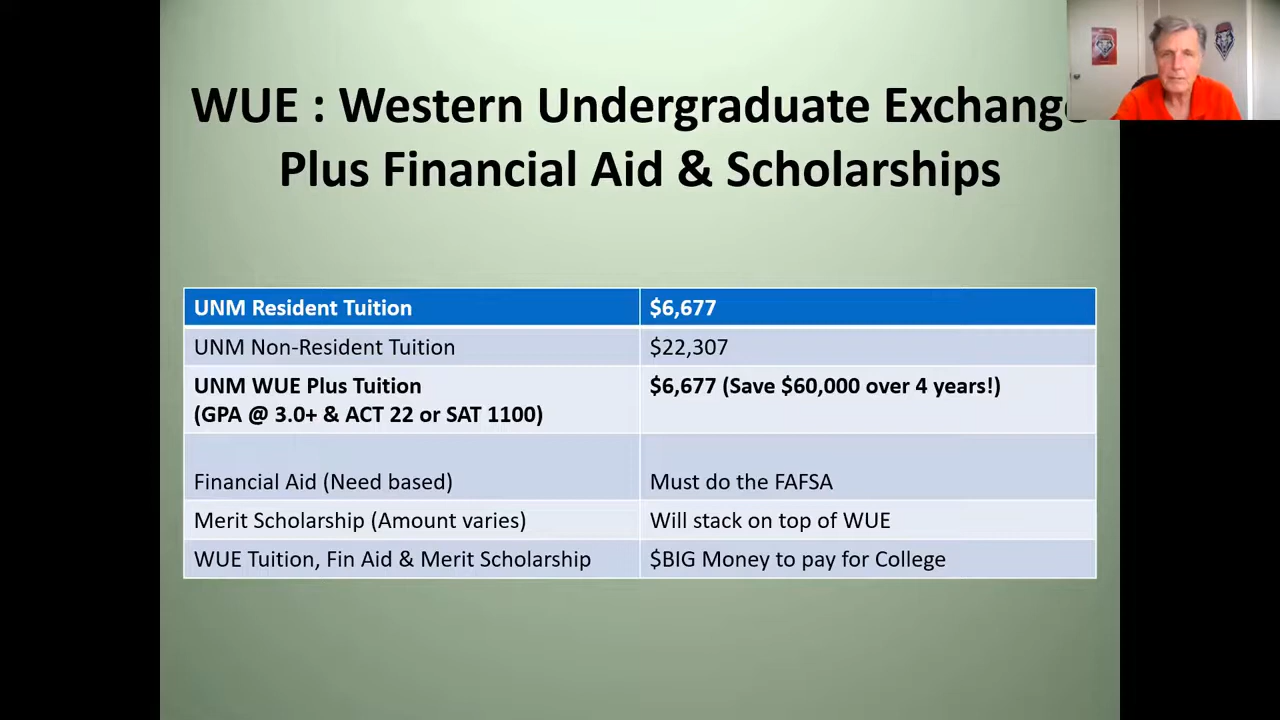 WUE : Western Undergraduate Exchange
Plus Financial Aid & Scholarships
UNM Resident Tuition $6,677
UNM Non-Resident Tuition $22,307
UNM WUE Plus Tuition $6,677 (Save $60,000 over 4 years!)
(GPA @ 3.0+ & ACT 22 or SAT 1100)
Financial Aid (Need based) Must do the FAFSA
Merit Scholarship (Amount varies) Will stack on top of WUE
WUE Tuition, Fin Aid & Merit Scholarship $BIG Money to pay for College